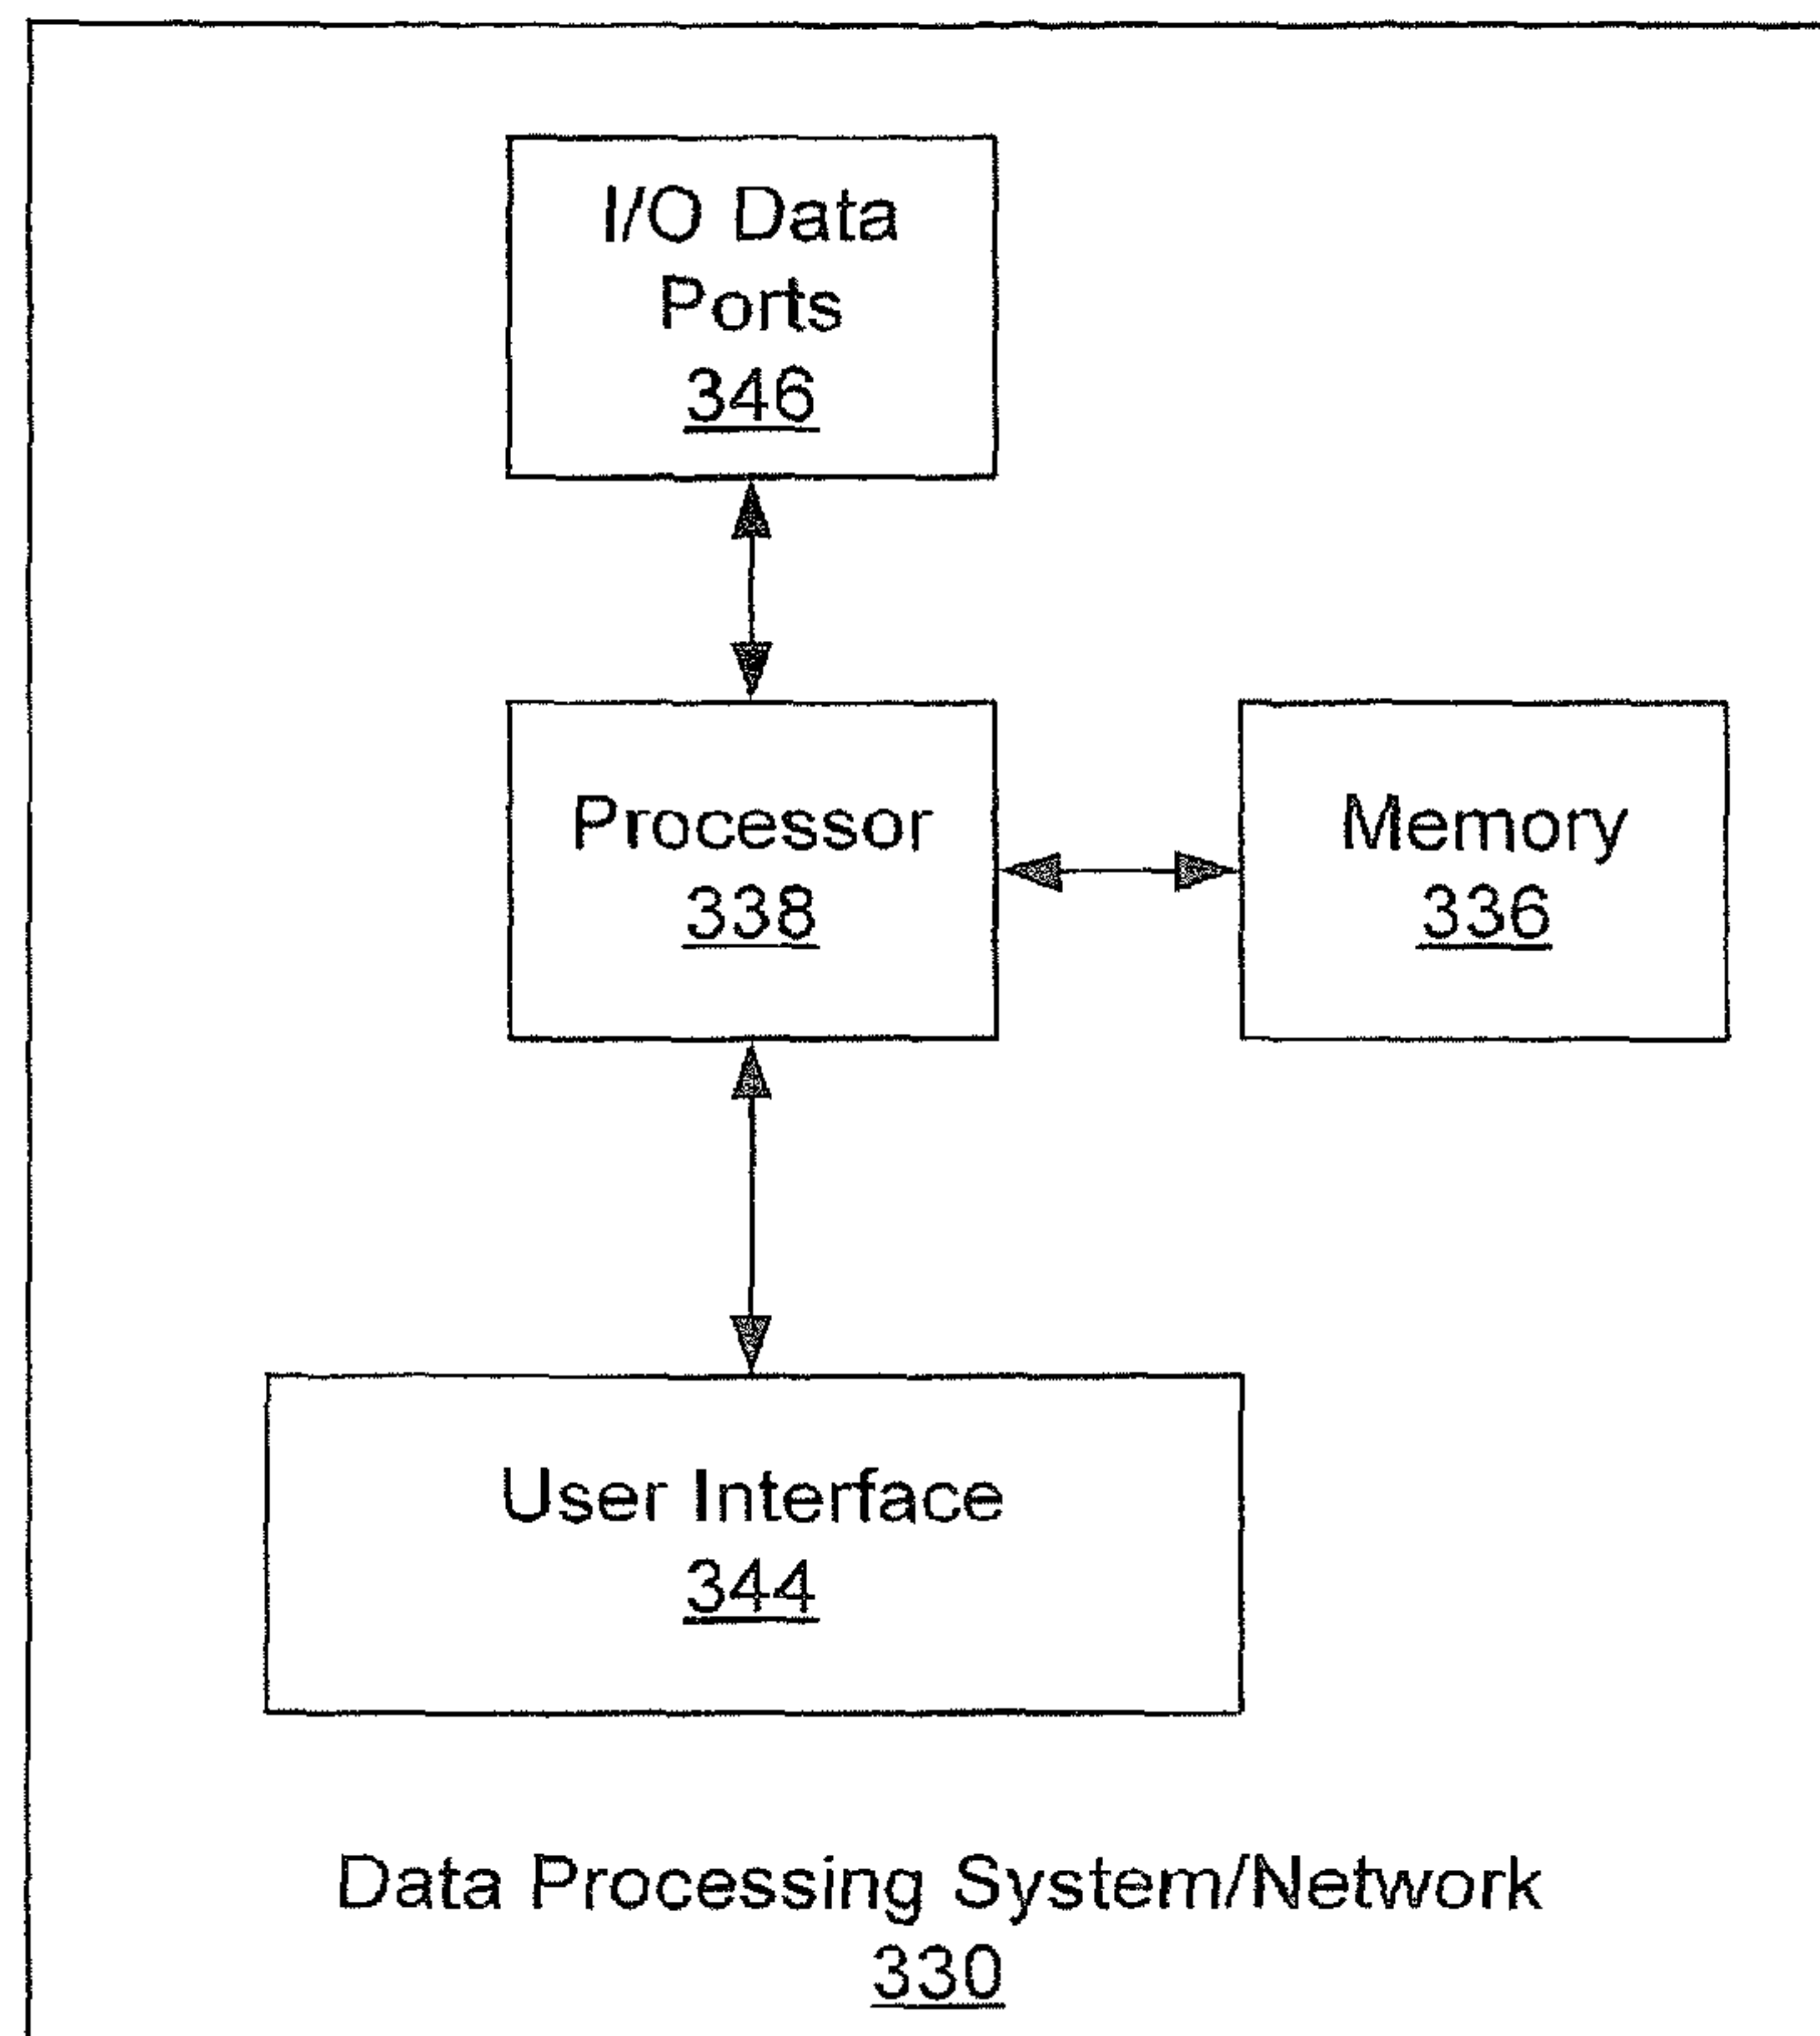 I/O Data
Ports
346
Processor
338
Memory
336
User Interface
344
Data Processing System/Network
330